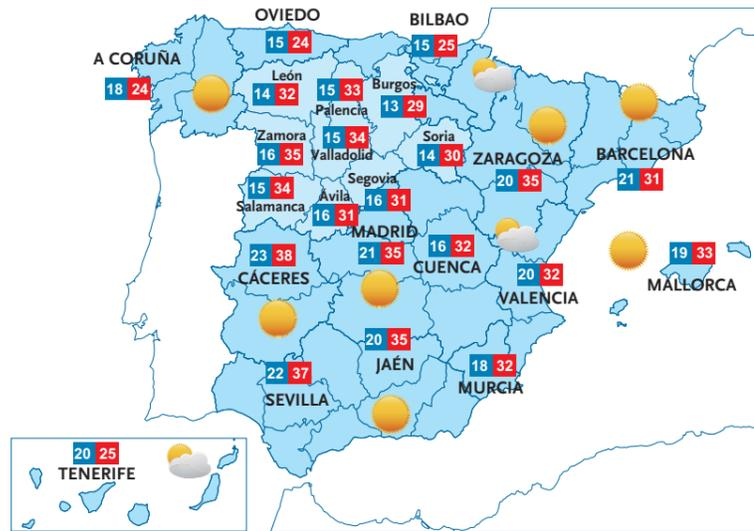 OVIEDO
15 24
BILBAO
15 25
A CORUÑA
18 24
León
14 32
15 33
Palencia
Burgos
13 29
Zamora
16 35
15 34
Valladolid
Soria
14 30
ZARAGOZA
20 35
BARCELONA
21 31
15 34
Salamanca
Ávila
16 31
Segovia
16 31
MADRID
21 35
16 32
CUENCA
23 38
CÁCERES
20 32
VALENCIA
19 33
MALLORCA
20 35
JAÉN
22 37
SEVILLA
18 32
MURCIA
20 25
TENERIFE